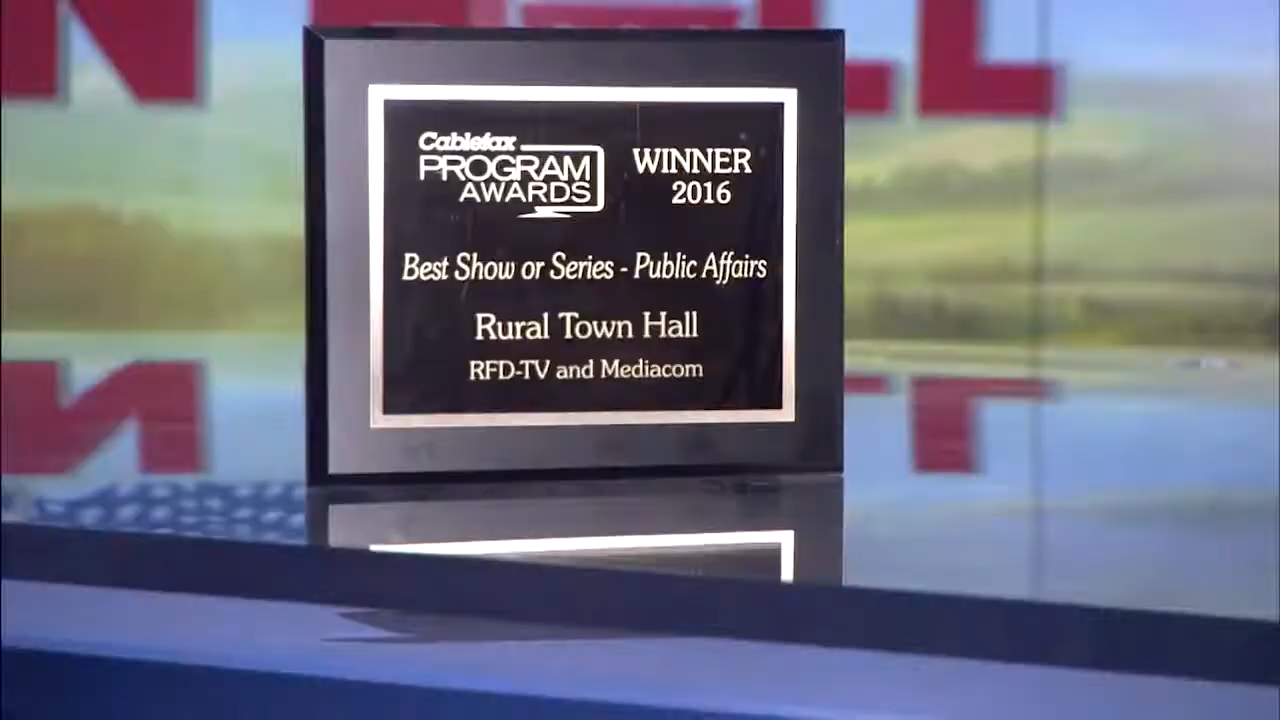 Cablefax
PROGRAM
AWARDS
WINNER
2016
Best Show or Series - Public Affairs
Rural Town Hall
RFD-TV and Mediacom